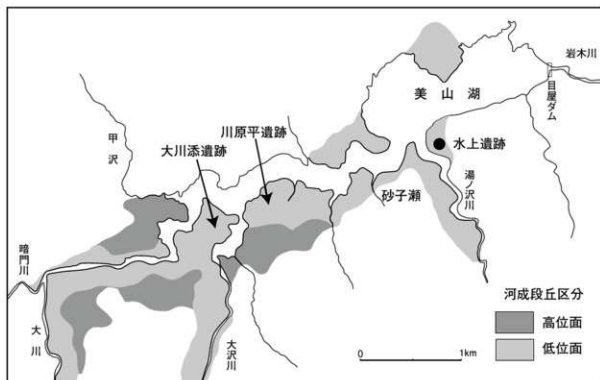 岩木川
目屋ダム
美山湖
川原平遺跡
大川添遺跡
甲沢
水上遺跡
砂子瀬
湯ノ沢川
暗門川
大川
大沢川
河成段丘区分
高位面
低位面
0 1km